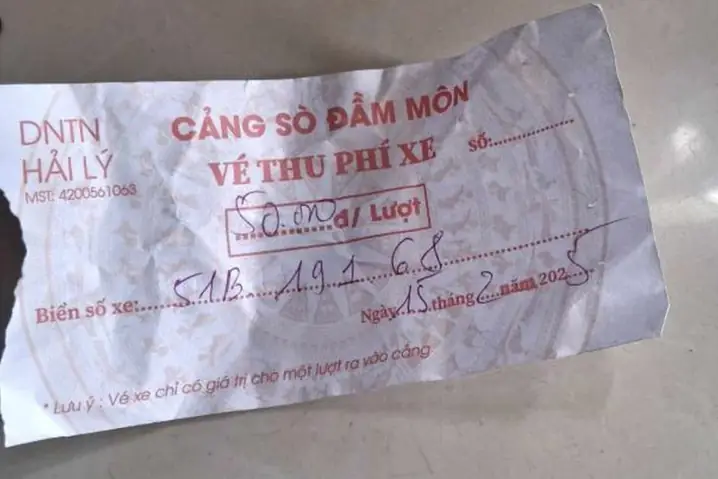 DNTN
HẢI LÝ
MST: 4200561063
CẢNG SÒ ĐẦM MÔN
VÉ THU PHÍ XE
Số:..............
50.000đ/ Lượt
Biển số xe:.....51B...191.68..............................
Ngày..15..tháng..2...năm 2025.....
* Lưu ý : Vé xe chỉ có giá trị cho một lượt ra vào cảng